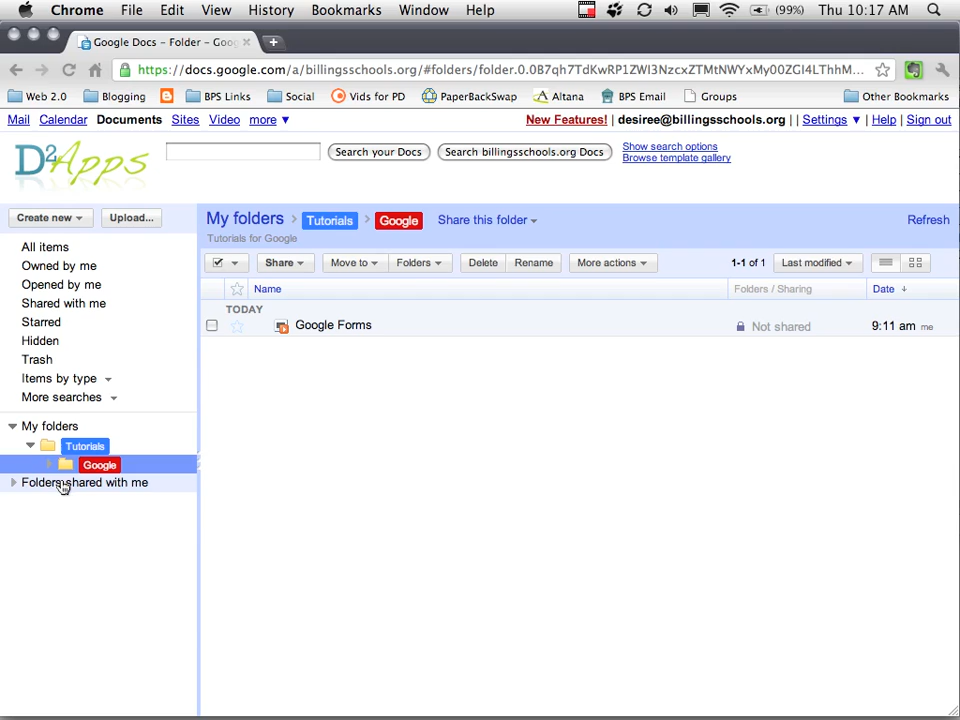 Chrome File Edit View History Bookmarks Window Help (99%) Thu 10:17 AM
Google Docs – Folder – Goog
https://docs.google.com/a/billingsschools.org/#folders/folder.0.0B7qh7TdKwRP1ZWI3NzcxZTMtNWYxMy00ZGI4LThhM...
Web 2.0 Blogging BPS Links Social Vids for PD PaperBackSwap Altana BPS Email Groups Other Bookmarks
Mail Calendar Documents Sites Video more ▼ New Features! | desiree@billingsschools.org | | Settings ▼ | Help | Sign out
D2Apps Search your Docs Search billingsschools.org Docs Show search options
Browse template gallery
Create new Upload...
All items
Owned by me
Opened by me
Shared with me
Starred
Hidden
Trash
Items by type
More searches
My folders
Tutorials
Google
Folders shared with me
My folders › Tutorials › Google Share this folder Refresh
Tutorials for Google
Share Move to Folders Delete Rename More actions 1-1 of 1 Last modified
Name Folders / Sharing Date ↓
TODAY
Google Forms Not shared 9:11 am me